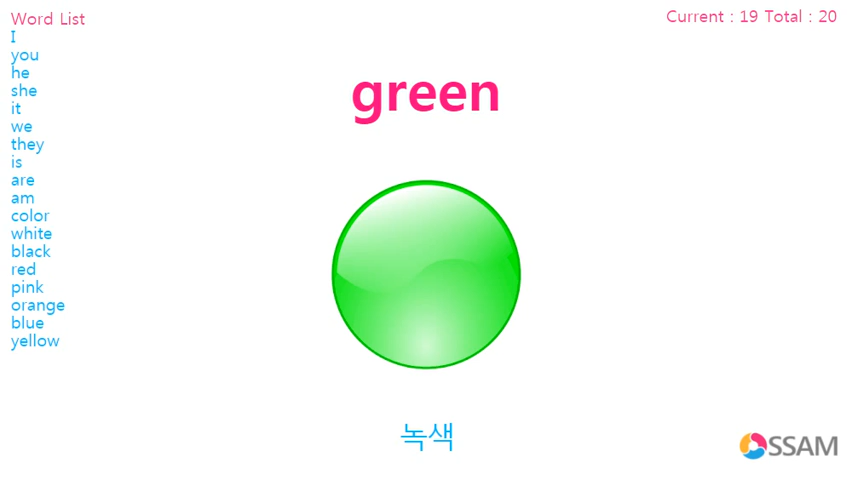 Word List
I
you
he
she
it
we
they
is
are
am
color
white
black
red
pink
orange
blue
yellow
Current : 19 Total : 20
green
녹색
SSAM